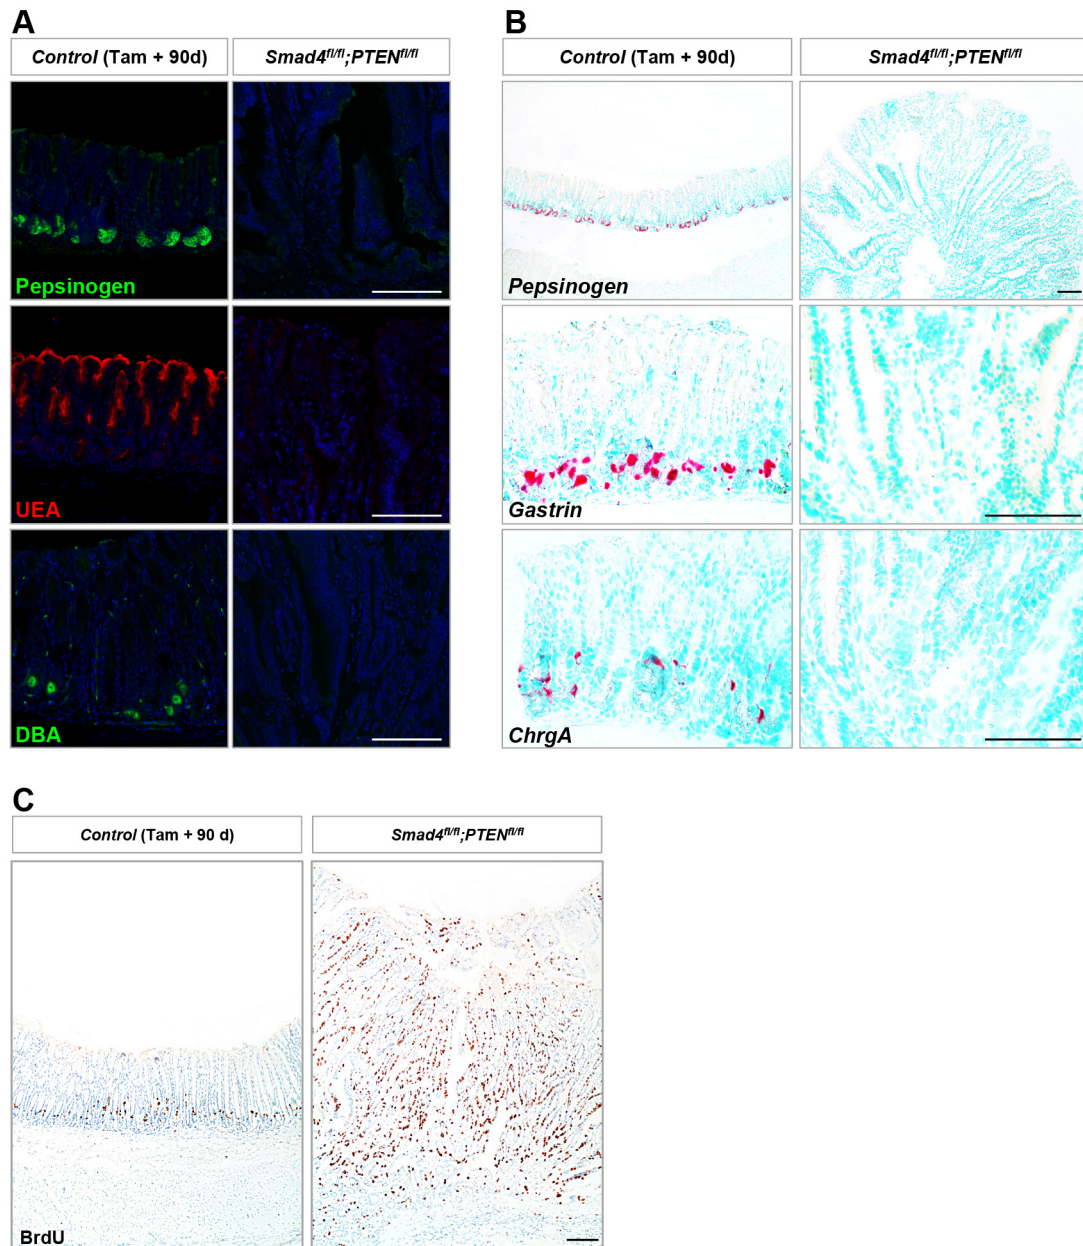 A
Control (Tam + 90d)
Smad4fl/fl;PTENfl/fl
Pepsinogen
UEA
DBA
B
Control (Tam + 90d)
Smad4fl/fl;PTENfl/fl
Pepsinogen
Gastrin
ChrgA
C
Control (Tam + 90 d)
Smad4fl/fl;PTENfl/fl
BrdU